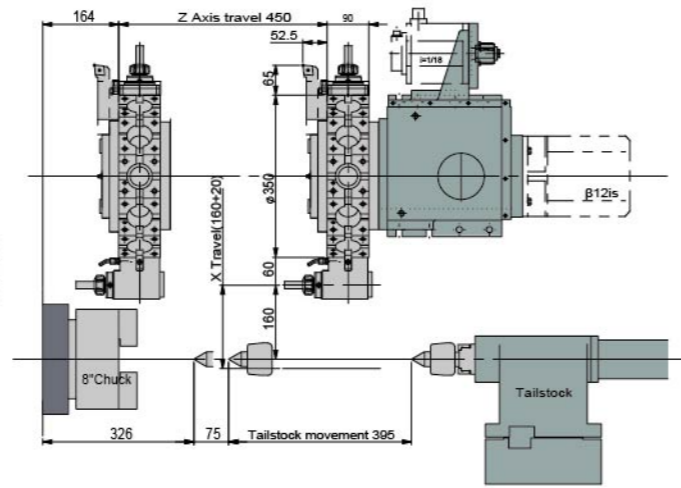 164
Z Axis travel 450
90
52.5
i=1/18
65
ϕ350
β12is
X Travel(160+20)
60
160
8"Chuck
Tailstock
326
75
Tailstock movement 395